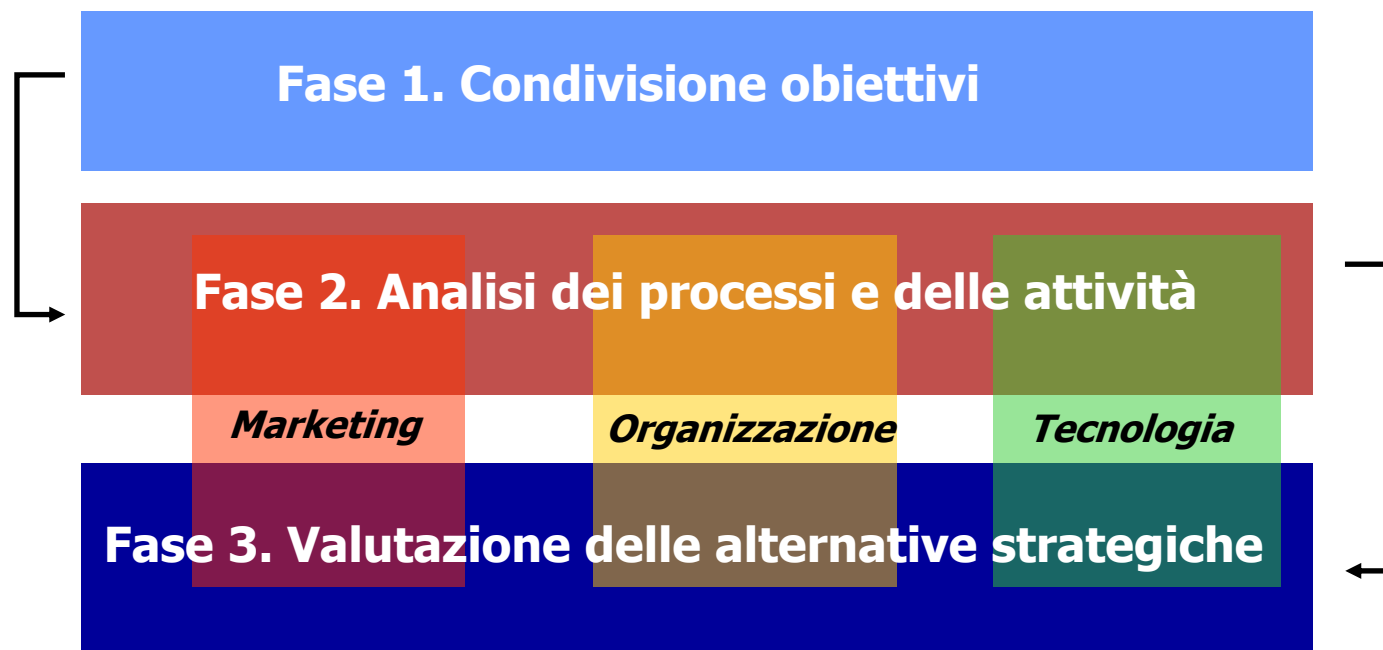 Fase 1. Condivisione obiettivi
Fase 2. Analisi dei processi e delle attività
Marketing
Organizzazione
Tecnologia
Fase 3. Valutazione delle alternative strategiche